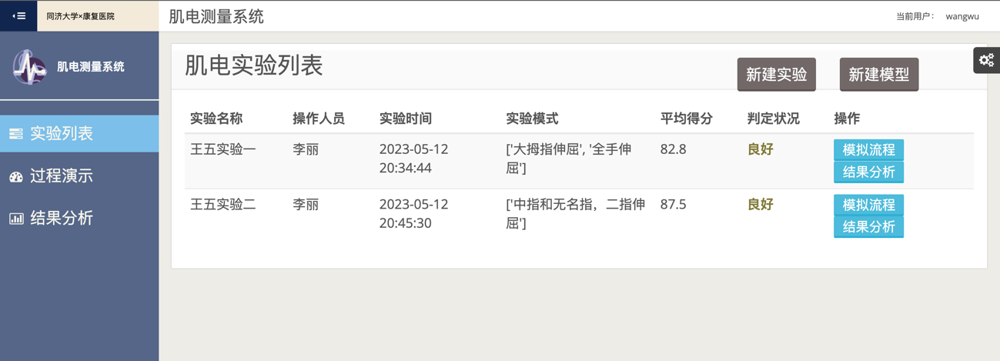 同济大学×康复医院
肌电测量系统
当前用户： wangwu
肌电测量系统
实验列表
过程演示
结果分析
肌电实验列表
新建实验 新建模型
实验名称 操作人员 实验时间 实验模式 平均得分 判定状况 操作
王五实验一 李丽 2023-05-12 ['大拇指伸屈', '全手伸 82.8 良好 模拟流程
20:34:44 屈'] 结果分析
王五实验二 李丽 2023-05-12 ['中指和无名指，二指伸 87.5 良好 模拟流程
20:45:30 屈'] 结果分析